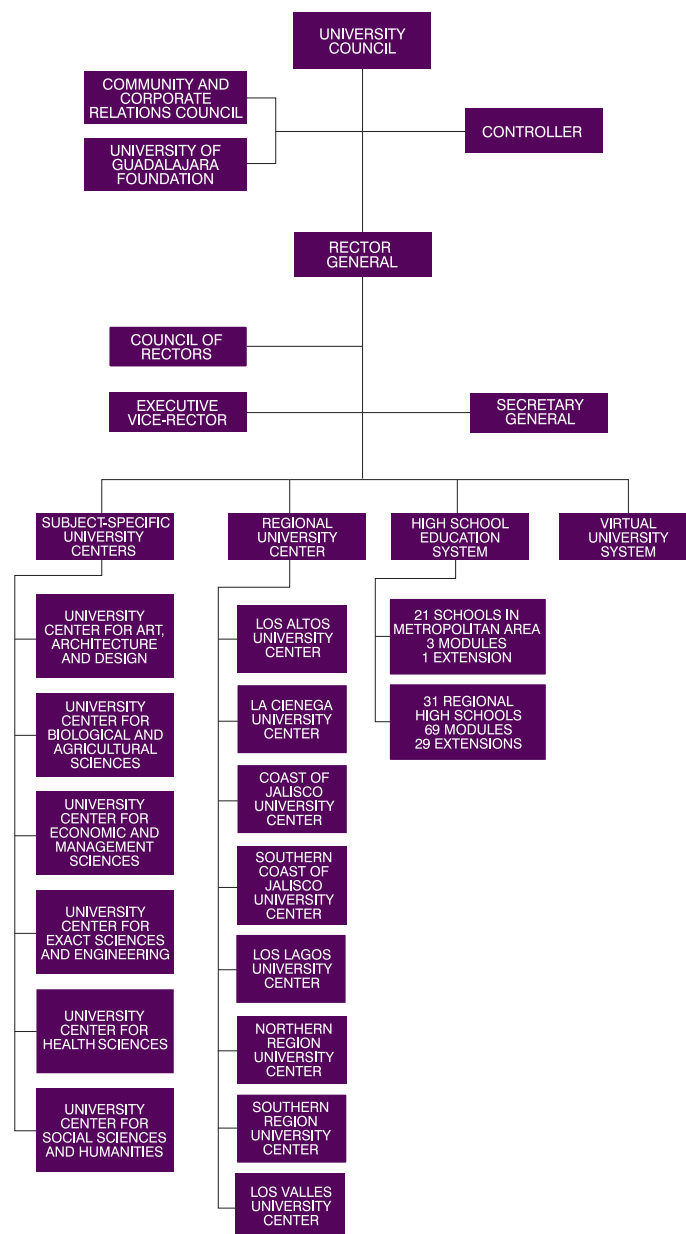 UNIVERSITY
COUNCIL
COMMUNITY AND
CORPORATE
RELATIONS COUNCIL
CONTROLLER
UNIVERSITY OF
GUADALAJARA
FOUNDATION
RECTOR
GENERAL
COUNCIL OF
RECTORS
EXECUTIVE
VICE-RECTOR
SECRETARY
GENERAL
SUBJECT-SPECIFIC
UNIVERSITY
CENTERS
REGIONAL
UNIVERSITY
CENTER
HIGH SCHOOL
EDUCATION
SYSTEM
VIRTUAL
UNIVERSITY
SYSTEM
UNIVERSITY
CENTER FOR ART,
ARCHITECTURE
AND DESIGN
UNIVERSITY
CENTER FOR
BIOLOGICAL AND
AGRICULTURAL
SCIENCES
UNIVERSITY
CENTER FOR
ECONOMIC AND
MANAGEMENT
SCIENCES
UNIVERSITY
CENTER FOR
EXACT SCIENCES
AND ENGINEERING
UNIVERSITY
CENTER FOR
HEALTH SCIENCES
UNIVERSITY
CENTER FOR
SOCIAL SCIENCES
AND HUMANITIES
LOS ALTOS
UNIVERSITY
CENTER
LA CIENEGA
UNIVERSITY
CENTER
COAST OF
JALISCO
UNIVERSITY
CENTER
SOUTHERN
COAST OF
JALISCO
UNIVERSITY
CENTER
LOS LAGOS
UNIVERSITY
CENTER
NORTHERN
REGION
UNIVERSITY
CENTER
SOUTHERN
REGION
UNIVERSITY
CENTER
LOS VALLES
UNIVERSITY
CENTER
21 SCHOOLS IN
METROPOLITAN AREA
3 MODULES
1 EXTENSION
31 REGIONAL
HIGH SCHOOLS
69 MODULES
29 EXTENSIONS